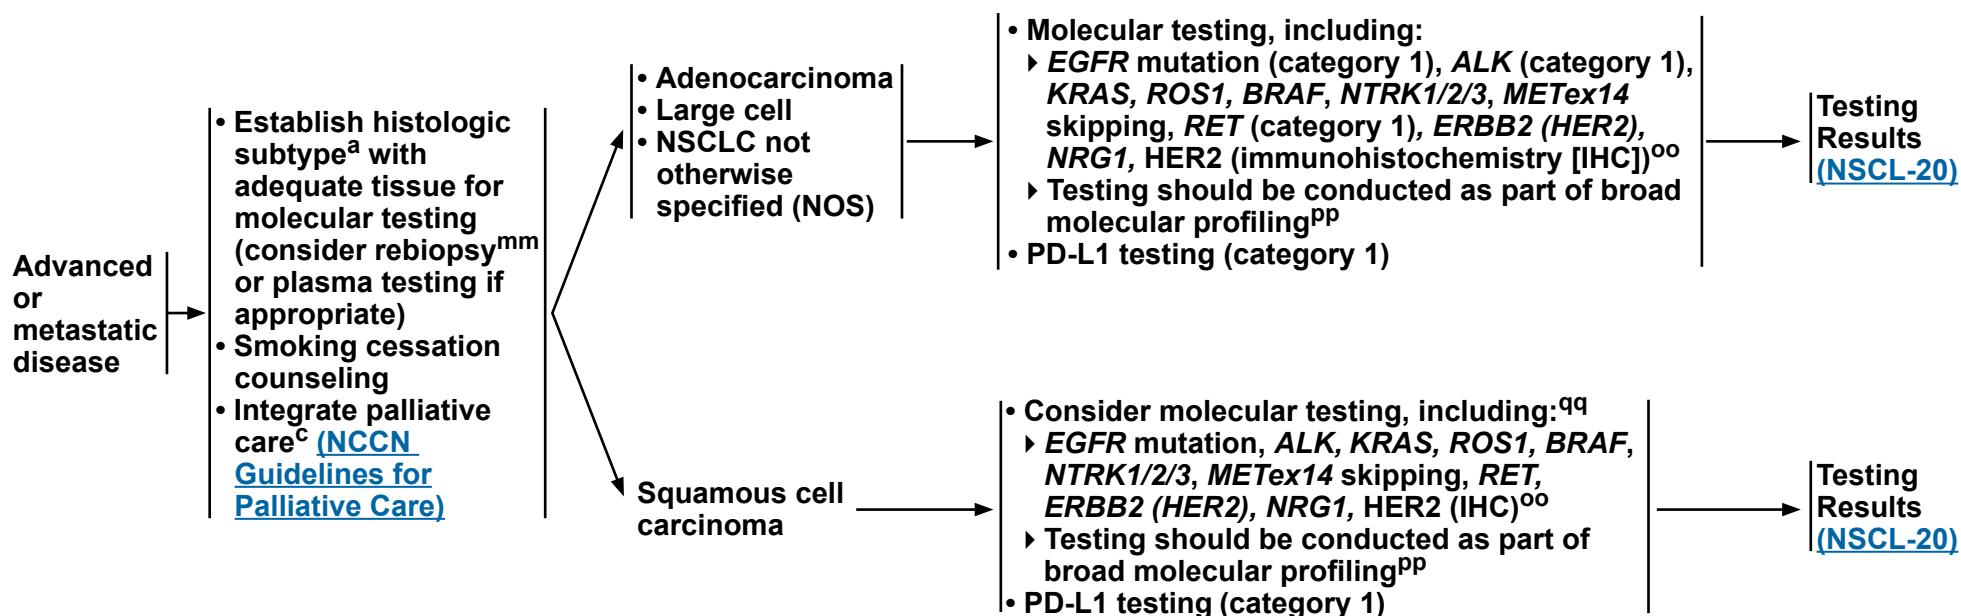 Advanced
or
metastatic
disease
• Establish histologic
subtypeᵃ with
adequate tissue for
molecular testing
(consider rebiopsyᵐᵐ
or plasma testing if
appropriate)
• Smoking cessation
counseling
• Integrate palliative
careᶜ (NCCN
Guidelines for
Palliative Care)
• Adenocarcinoma
• Large cell
• NSCLC not
otherwise
specified (NOS)
• Molecular testing, including:
▸ EGFR mutation (category 1), ALK (category 1),
KRAS, ROS1, BRAF, NTRK1/2/3, METex14
skipping, RET (category 1), ERBB2 (HER2),
NRG1, HER2 (immunohistochemistry [IHC])ᵒᵒ
▸ Testing should be conducted as part of broad
molecular profilingᵖᵖ
• PD-L1 testing (category 1)
Testing
Results
(NSCL-20)
Squamous cell
carcinoma
• Consider molecular testing, including:qq
▸ EGFR mutation, ALK, KRAS, ROS1, BRAF,
NTRK1/2/3, METex14 skipping, RET,
ERBB2 (HER2), NRG1, HER2 (IHC)ᵒᵒ
▸ Testing should be conducted as part of
broad molecular profilingᵖᵖ
• PD-L1 testing (category 1)
Testing
Results
(NSCL-20)